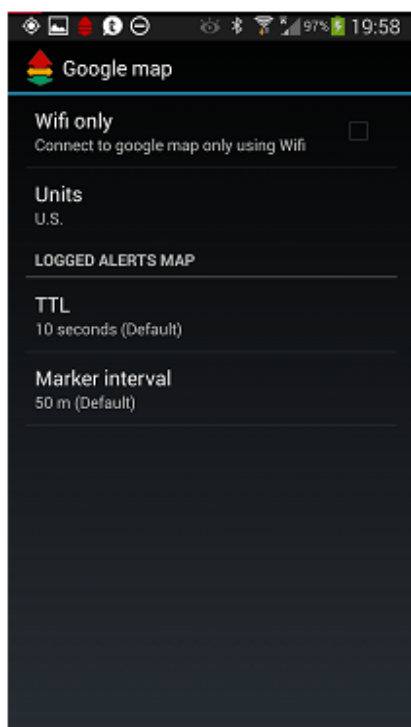 97% 19:58
Google map
Wifi only
Connect to google map only using Wifi
Units
U.S.
LOGGED ALERTS MAP
TTL
10 seconds (Default)
Marker interval
50 m (Default)